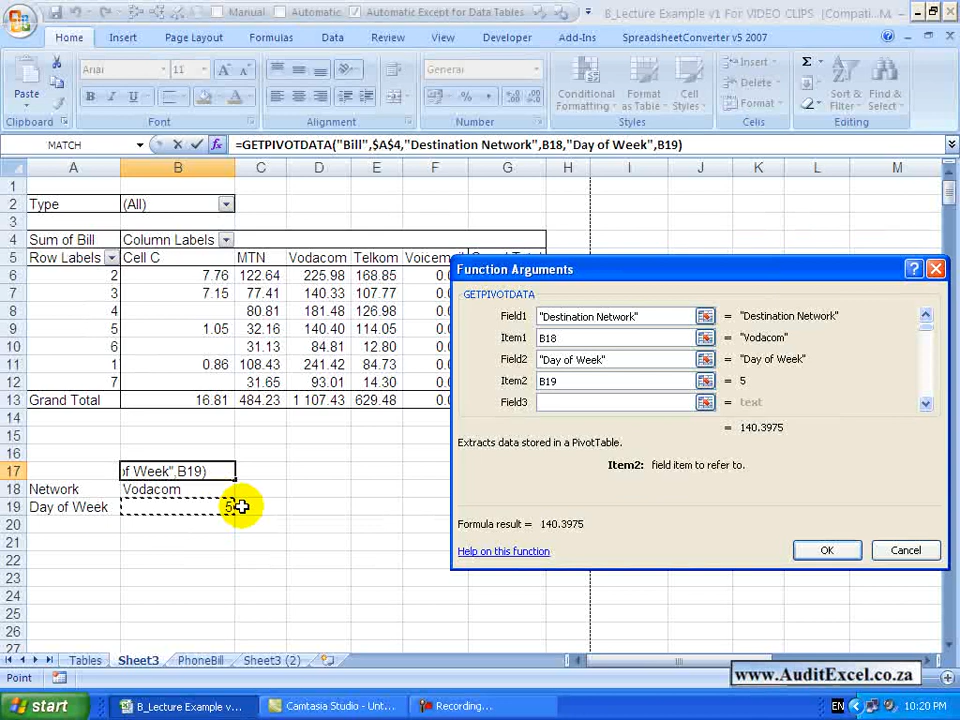 Manual Automatic Automatic Except for Data Tables B_Lecture Example v1 For VIDEO CLIPS [Compati...
Home Insert Page Layout Formulas Data Review View Developer Add-Ins SpreadsheetConverter v5 2007
Paste Arial 11 A A General Conditional Formatting Format as Table Cell Styles Insert Delete Format Σ Sort & Filter Find & Select
B I U % ,
Clipboard Font Alignment Number Styles Cells Editing
MATCH fx =GETPIVOTDATA("Bill",$A$4,"Destination Network",B18,"Day of Week",B19)
A B C D E F G H I J K L M
1
2 Type (All)
3
4 Sum of Bill Column Labels
5 Row Labels Cell C MTN Vodacom Telkom Voicem
6 2 7.76 122.64 225.98 168.85 0.0
7 3 7.15 77.41 140.33 107.77 0.0
8 4 80.81 181.48 126.98 0.0
9 5 1.05 32.16 140.40 114.05 0.0
10 6 31.13 84.81 12.80 0.0
11 1 0.86 108.43 241.42 84.73 0.0
12 7 31.65 93.01 14.30 0.0
13 Grand Total 16.81 484.23 1 107.43 629.48 0.0
14
15
16
17 of Week",B19)
18 Network Vodacom
19 Day of Week 5
20
21
22
23
24
25
26
27
Function Arguments
GETPIVOTDATA
Field1 "Destination Network" = "Destination Network"
Item1 B18 = "Vodacom"
Field2 "Day of Week" = "Day of Week"
Item2 B19 = 5
Field3 = text
= 140.3975
Extracts data stored in a PivotTable.
Item2: field item to refer to.
Formula result = 140.3975
Help on this function OK Cancel
Tables Sheet3 PhoneBill Sheet3 (2)
www.AuditExcel.co.za
Point
start B_Lecture Example v... Camtasia Studio - Unt... Recording... EN 10:20 PM